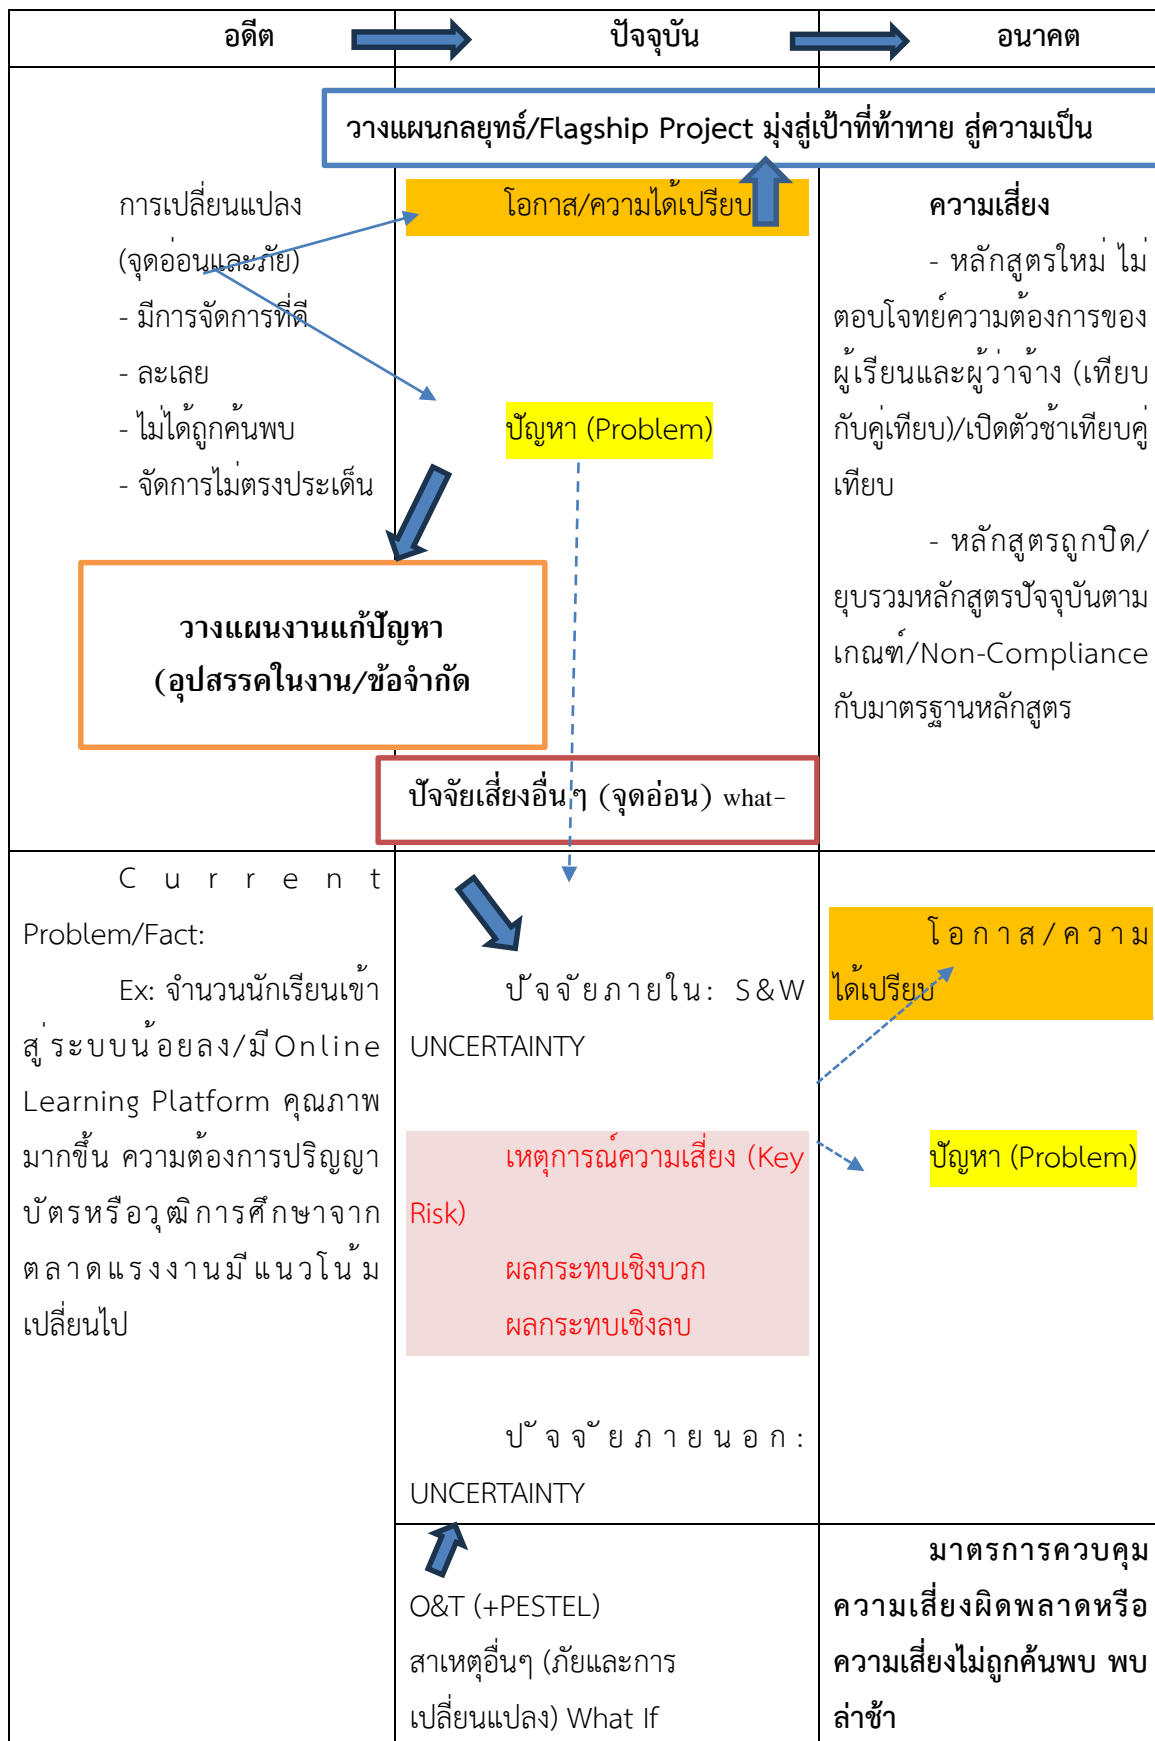 อดีต
ปัจจุบัน
อนาคต
วางแผนกลยุทธ์/Flagship Project มุ่งสู่เป้าที่ท้าทาย สู่ความเป็น
การเปลี่ยนแปลง
(จุดอ่อนและภัย)
- มีการจัดการที่ดี
- ละเลย
- ไม่ได้ถูกค้นพบ
- จัดการไม่ตรงประเด็น
โอกาส/ความได้เปรียบ
ปัญหา (Problem)
วางแผนงานแก้ปัญหา
(อุปสรรคในงาน/ข้อจำกัด
ปัจจัยเสี่ยงอื่นๆ (จุดอ่อน) what-
ความเสี่ยง
- หลักสูตรใหม่ ไม่
ตอบโจทย์ความต้องการของ
ผู้เรียนและผู้ว่าจ้าง (เทียบ
กับคู่เทียบ)/เปิดตัวช้าเทียบคู่
เทียบ
- หลักสูตรถูกปิด/
ยุบรวมหลักสูตรปัจจุบันตาม
เกณฑ์/Non-Compliance
กับมาตรฐานหลักสูตร
Current
Problem/Fact:
Ex: จำนวนนักเรียนเข้า
สู่ระบบน้อยลง/มีOnline
Learning Platform คุณภาพ
มากขึ้น ความต้องการปริญญา
บัตรหรือวุฒิการศึกษาจาก
ตลาดแรงงานมีแนวโน้ม
เปลี่ยนไป
ปัจจัยภายใน: S&W
UNCERTAINTY
เหตุการณ์ความเสี่ยง (Key
Risk)
ผลกระทบเชิงบวก
ผลกระทบเชิงลบ
ปัจจัยภายนอก:
UNCERTAINTY
โอกาส/ความ
ได้เปรียบ
ปัญหา (Problem)
O&T (+PESTEL)
สาเหตุอื่นๆ (ภัยและการ
เปลี่ยนแปลง) What If
มาตรการควบคุม
ความเสี่ยงผิดพลาดหรือ
ความเสี่ยงไม่ถูกค้นพบ พบ
ล่าช้า